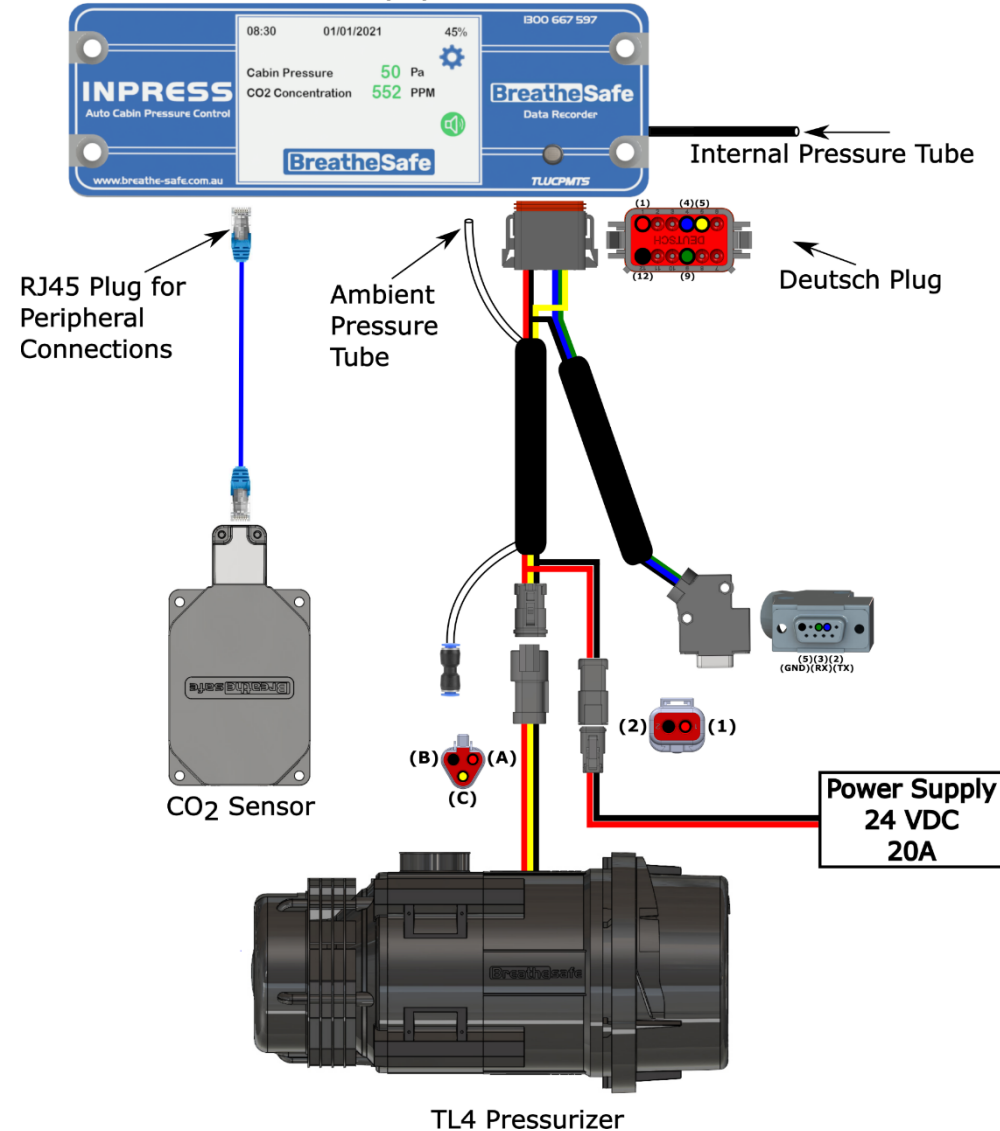 1300 667 597
08:30 01/01/2021 45%
Cabin Pressure 50 Pa
CO2 Concentration 552 PPM
INPRESS
Auto Cabin Pressure Control
BreatheSafe
Data Recorder
BreatheSafe
www.breathe-safe.com.au
TLUCPMTS
Internal Pressure Tube
(1) (4)(5)
DEUTSCH
(12) (9)
Deutsch Plug
RJ45 Plug for
Peripheral
Connections
Ambient
Pressure
Tube
(5)(3)(2)
(GND)(RX)(TX)
Breathesafe
(2) (1)
(B) (A)
(C)
CO2 Sensor
Power Supply
24 VDC
20A
Breathesafe
TL4 Pressurizer